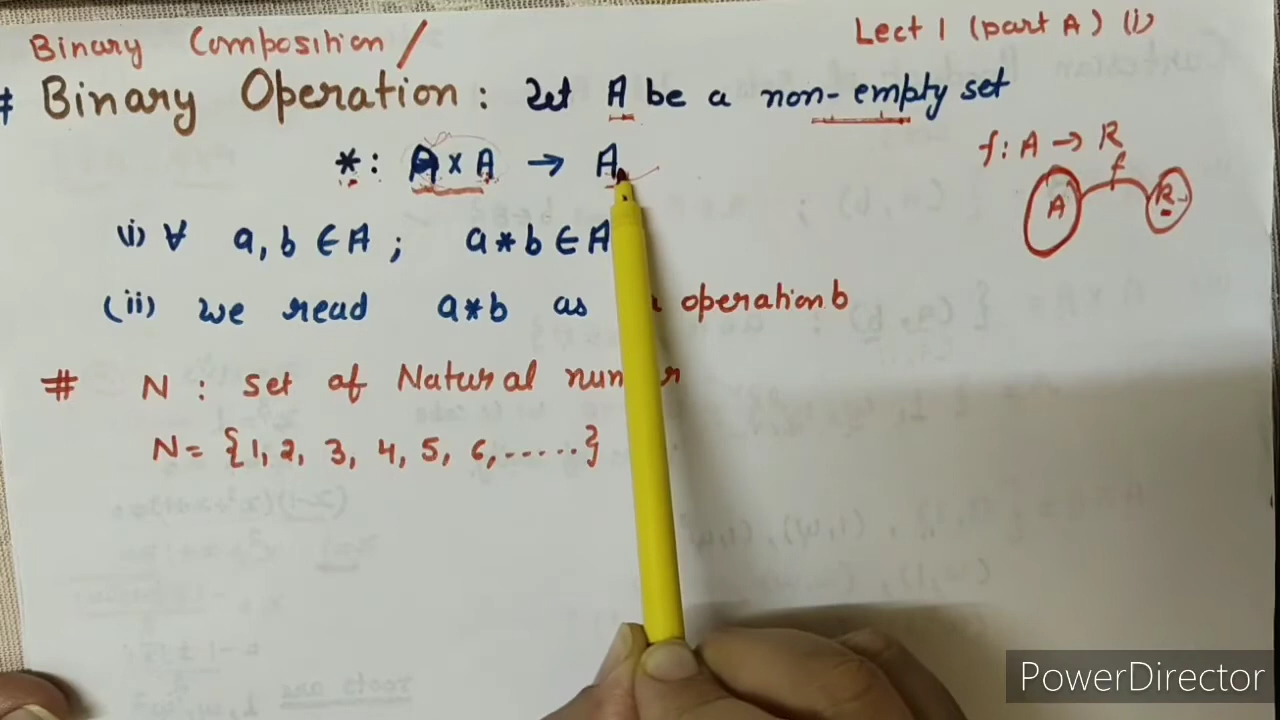 Binary Composition /
Lect 1 (part A) (i)
# Binary Operation : Let A be a non-empty set
* : A × A → A
f : A → R
f
A
R
(i) ∀ a, b ∈ A ; a * b ∈ A
(ii) we read a * b as operation b
# N : set of Natural
N = {1, 2, 3, 4, 5, 6, ......}
PowerDirector